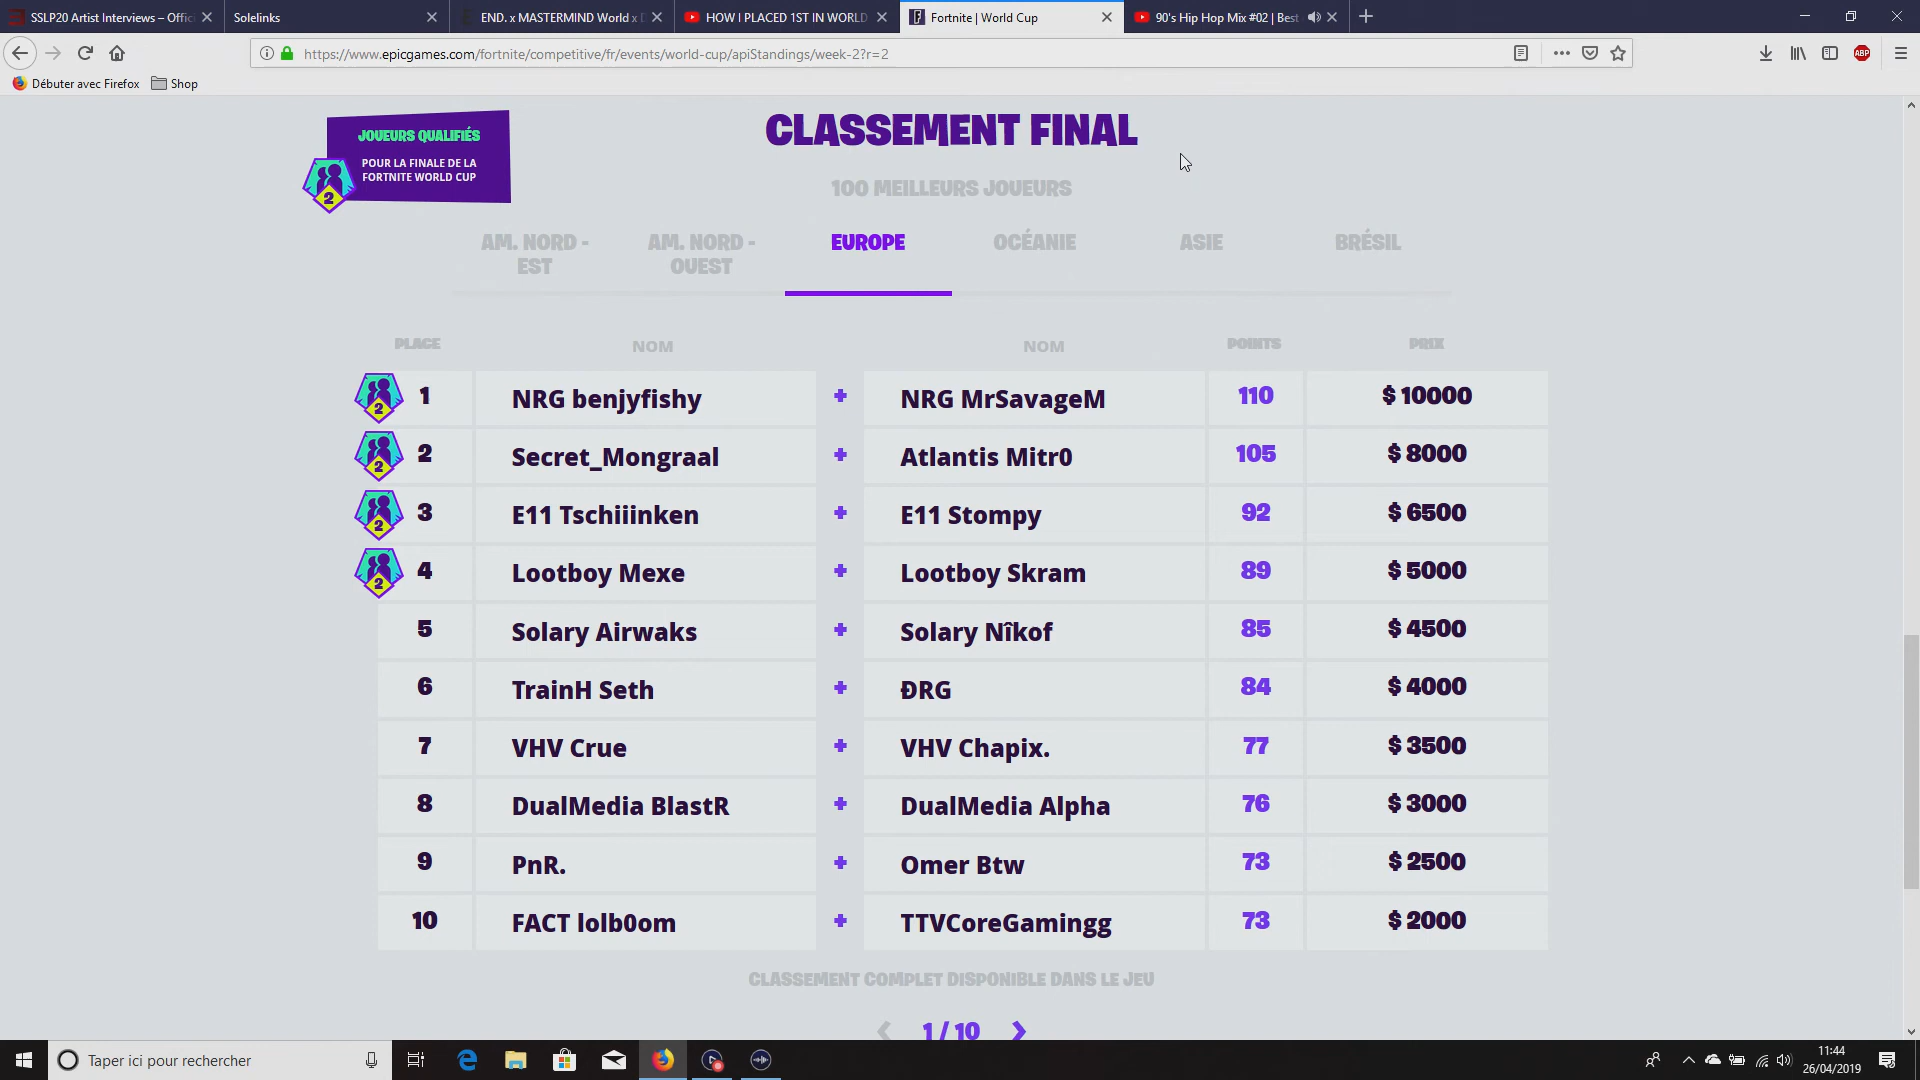 SSLP20 Artist Interviews – Offic
Solelinks
END. x MASTERMIND World x D
HOW I PLACED 1ST IN WORLD
Fortnite | World Cup
90's Hip Hop Mix #02 | Best
https://www.epicgames.com/fortnite/competitive/fr/events/world-cup/apiStandings/week-2?r=2
ABP
Débuter avec Firefox
Shop
JOUEURS QUALIFIÉS
POUR LA FINALE DE LA
FORTNITE WORLD CUP
2
CLASSEMENT FINAL
100 MEILLEURS JOUEURS
AM. NORD - EST
AM. NORD - OUEST
EUROPE
OCÉANIE
ASIE
BRÉSIL
PLACE NOM NOM POINTS PRIX
2 1 NRG benjyfishy + NRG MrSavageM 110 $ 10000
2 2 Secret_Mongraal + Atlantis Mitr0 105 $ 8000
2 3 E11 Tschiiinken + E11 Stompy 92 $ 6500
2 4 Lootboy Mexe + Lootboy Skram 89 $ 5000
5 Solary Airwaks + Solary Nîkof 85 $ 4500
6 TrainH Seth + ĐRG 84 $ 4000
7 VHV Crue + VHV Chapix. 77 $ 3500
8 DualMedia BlastR + DualMedia Alpha 76 $ 3000
9 PnR. + Omer Btw 73 $ 2500
10 FACT lolb0om + TTVCoreGamingg 73 $ 2000
CLASSEMENT COMPLET DISPONIBLE DANS LE JEU
1 / 10
Taper ici pour rechercher
11:44
26/04/2019